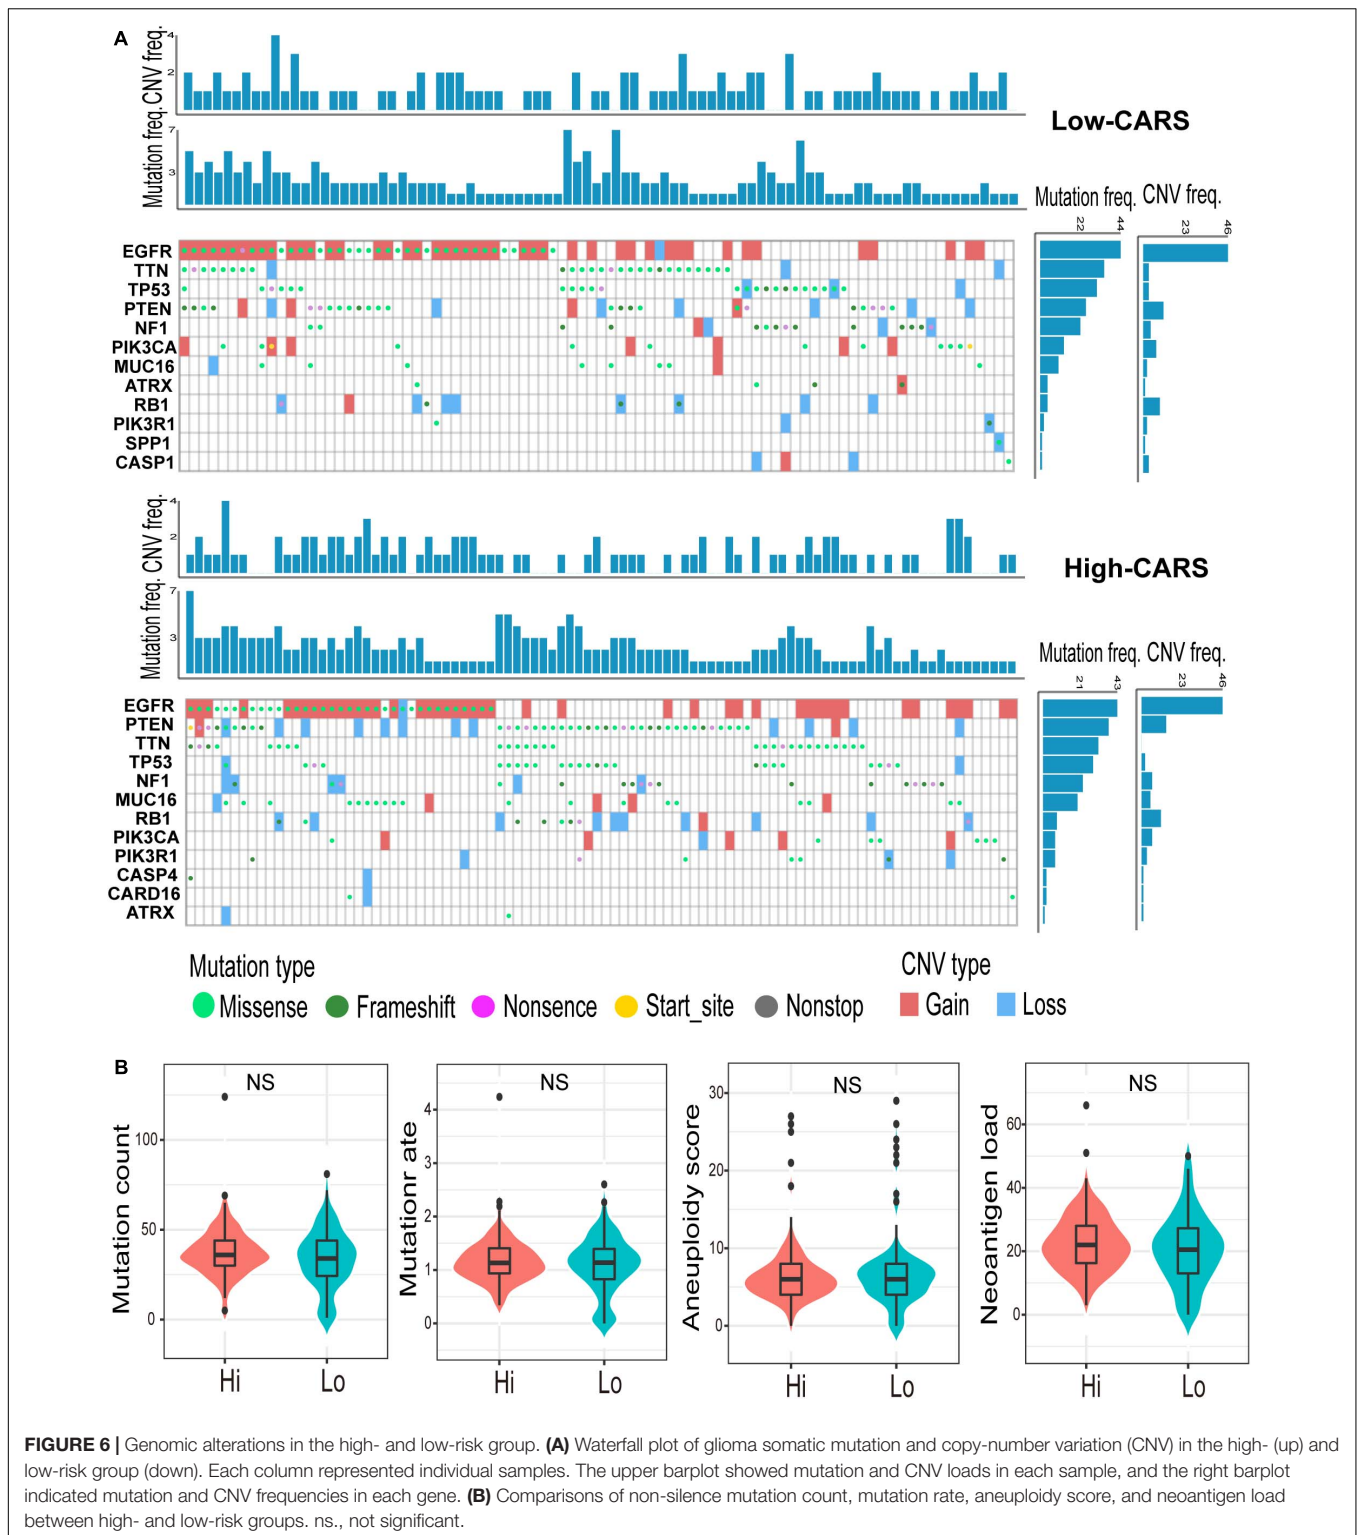 A
CNV freq.
4
2
Mutation freq.
7
3
Low-CARS
Mutation freq. CNV freq.
22
44
23
46
EGFR
TTN
TP53
PTEN
NF1
PIK3CA
MUC16
ATRX
RB1
PIK3R1
SPP1
CASP1
CNV freq.
4
2
Mutation freq.
7
3
High-CARS
Mutation freq. CNV freq.
21
43
23
46
EGFR
PTEN
TTN
TP53
NF1
MUC16
RB1
PIK3CA
PIK3R1
CASP4
CARD16
ATRX
Mutation type
CNV type
Missense Frameshift Nonsence Start_site Nonstop Gain Loss
B
Mutation count
100
50
0
NS
Hi Lo
Mutationr ate
4
3
2
1
0
NS
Hi Lo
Aneuploidy score
30
20
10
0
NS
Hi Lo
Neoantigen load
60
40
20
0
NS
Hi Lo
FIGURE 6 | Genomic alterations in the high- and low-risk group. (A) Waterfall plot of glioma somatic mutation and copy-number variation (CNV) in the high- (up) and
low-risk group (down). Each column represented individual samples. The upper barplot showed mutation and CNV loads in each sample, and the right barplot
indicated mutation and CNV frequencies in each gene. (B) Comparisons of non-silence mutation count, mutation rate, aneuploidy score, and neoantigen load
between high- and low-risk groups. ns., not significant.